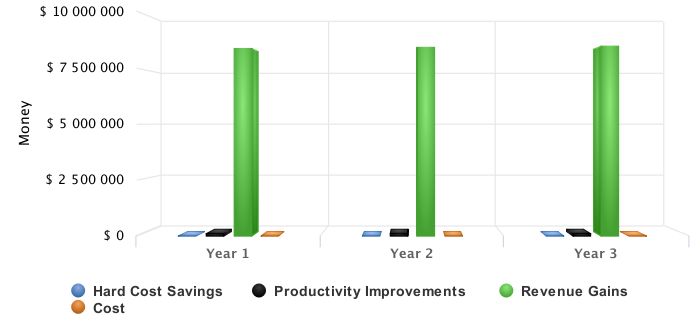 $ 10 000 000
$ 7 500 000
$ 5 000 000
$ 2 500 000
$ 0
Money
Year 1
Year 2
Year 3
Hard Cost Savings
Productivity Improvements
Revenue Gains
Cost